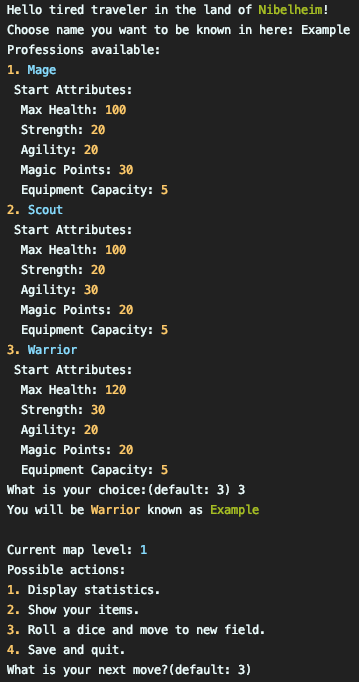 Hello tired traveler in the land of Nibelheim!
Choose name you want to be known in here: Example
Professions available:
1. Mage
Start Attributes:
Max Health: 100
Strength: 20
Agility: 20
Magic Points: 30
Equipment Capacity: 5
2. Scout
Start Attributes:
Max Health: 100
Strength: 20
Agility: 30
Magic Points: 20
Equipment Capacity: 5
3. Warrior
Start Attributes:
Max Health: 120
Strength: 30
Agility: 20
Magic Points: 20
Equipment Capacity: 5
What is your choice:(default: 3) 3
You will be Warrior known as Example
Current map level: 1
Possible actions:
1. Display statistics.
2. Show your items.
3. Roll a dice and move to new field.
4. Save and quit.
What is your next move?(default: 3)